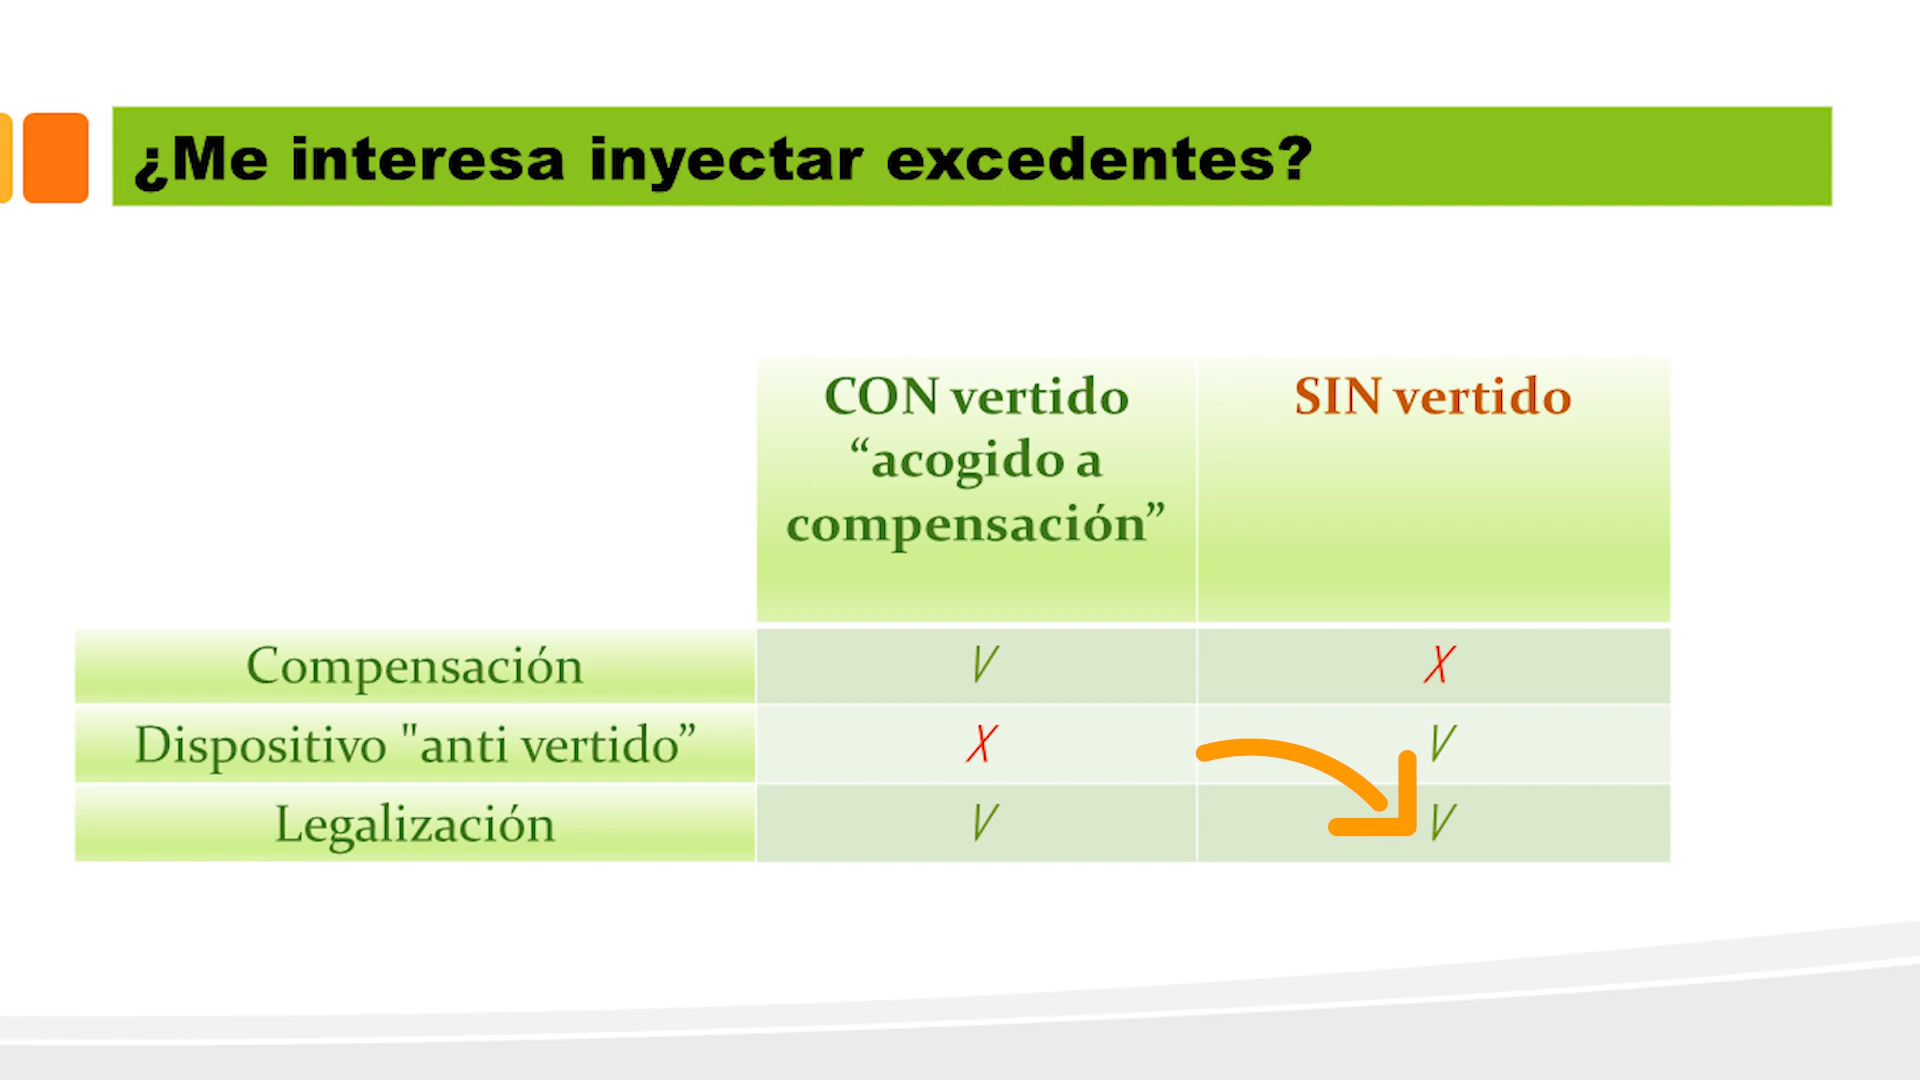 ¿Me interesa inyectar excedentes?
CON vertido
“acogido a
compensación”
SIN vertido
Compensación V X
Dispositivo "anti vertido” X V
Legalización V V